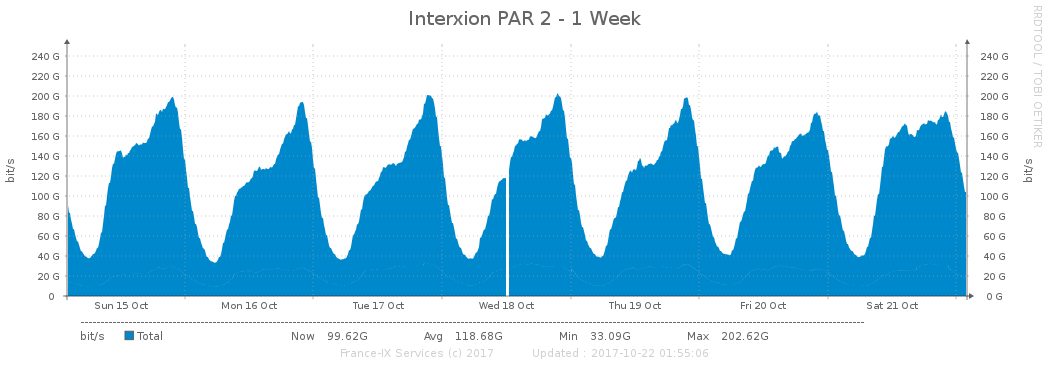 Interxion PAR 2 - 1 Week
RRDTOOL / TOBI OETIKER
bit/s
240 G 240 G
220 G 220 G
200 G 200 G
180 G 180 G
160 G 160 G
140 G 140 G
120 G 120 G
100 G 100 G
80 G 80 G
60 G 60 G
40 G 40 G
20 G 20 G
0 0 G
bit/s
Sun 15 Oct Mon 16 Oct Tue 17 Oct Wed 18 Oct Thu 19 Oct Fri 20 Oct Sat 21 Oct
bit/s Total Now 99.62G Avg 118.68G Min 33.09G Max 202.62G
France-IX Services (c) 2017 Updated : 2017-10-22 01:55:06